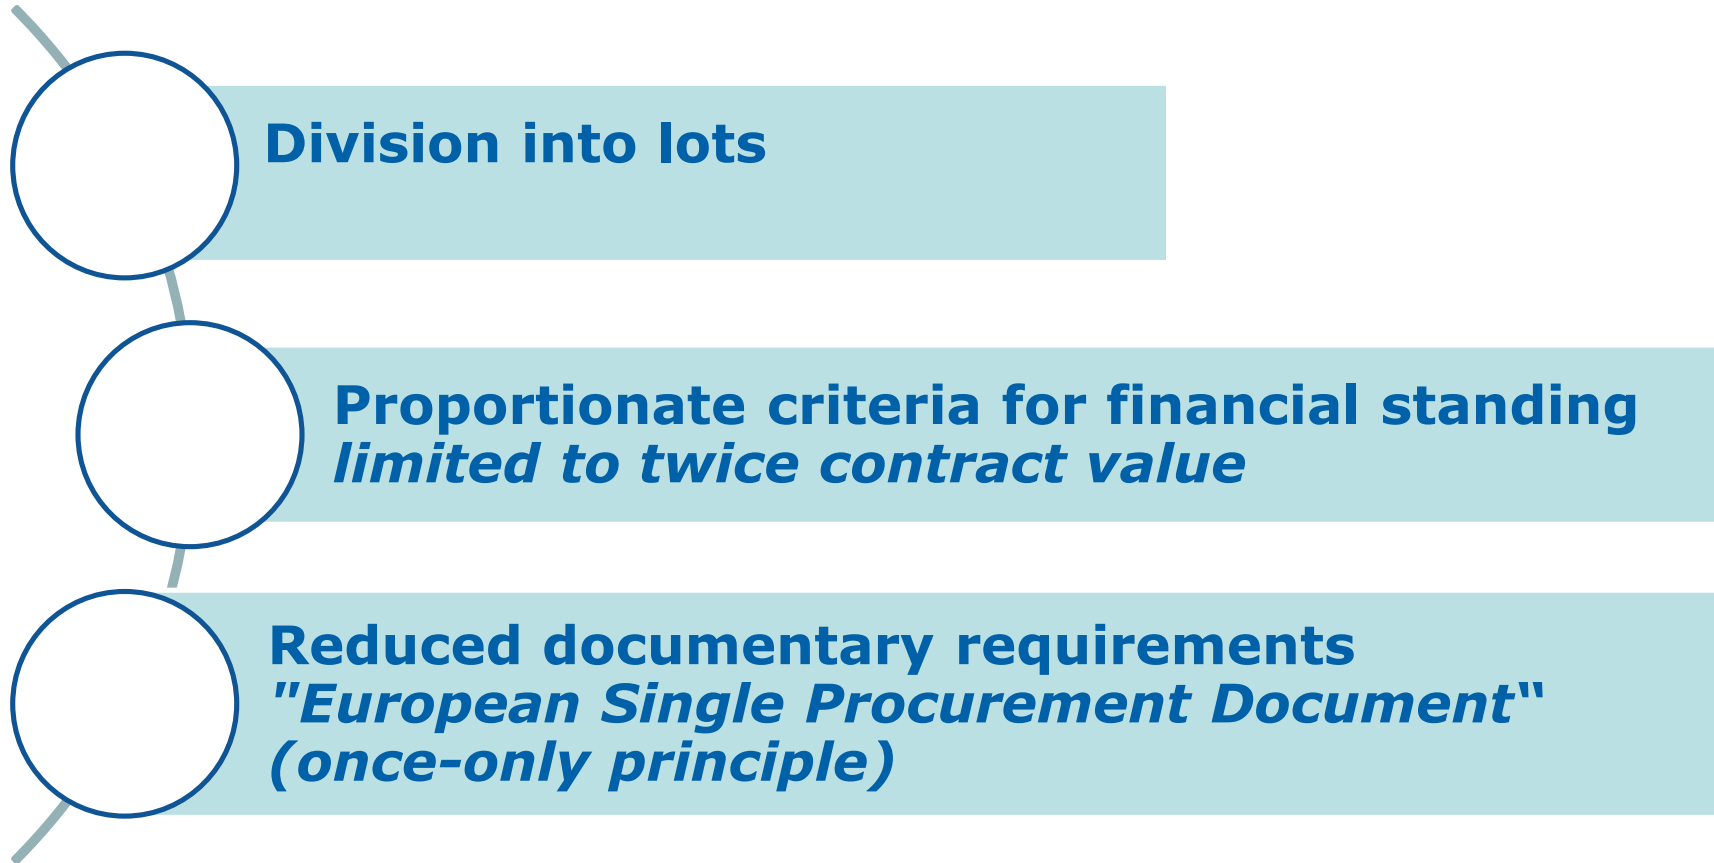 Division into lots
Proportionate criteria for financial standing
limited to twice contract value
Reduced documentary requirements
"European Single Procurement Document“
(once-only principle)